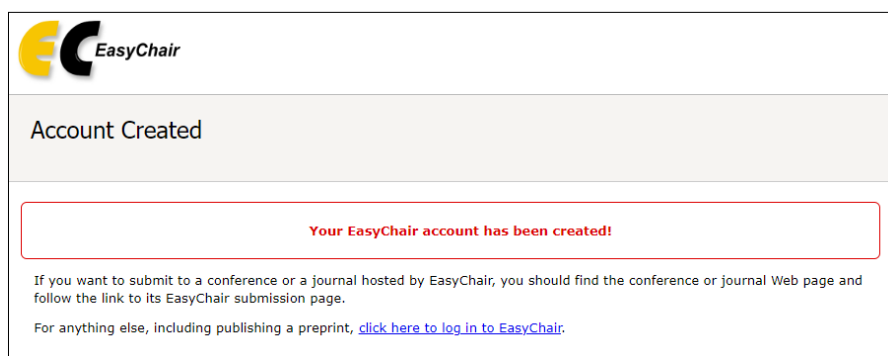 EC EasyChair
Account Created
Your EasyChair account has been created!
If you want to submit to a conference or a journal hosted by EasyChair, you should find the conference or journal Web page and
follow the link to its EasyChair submission page.
For anything else, including publishing a preprint, click here to log in to EasyChair.